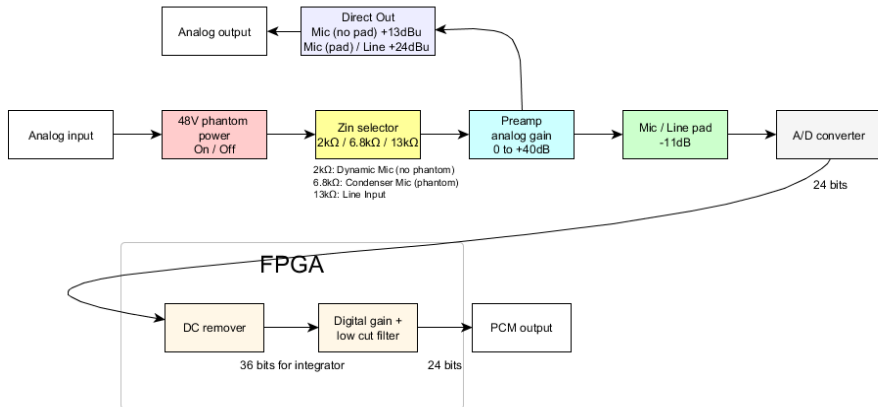 Direct Out
Mic (no pad) +13dBu
Mic (pad) / Line +24dBu
Analog output
Analog input
48V phantom
power
On / Off
Zin selector
2kΩ / 6.8kΩ / 13kΩ
Preamp
analog gain
0 to +40dB
Mic / Line pad
-11dB
A/D converter
2kΩ: Dynamic Mic (no phantom)
6.8kΩ: Condenser Mic (phantom)
13kΩ: Line Input
24 bits
FPGA
DC remover
Digital gain +
low cut filter
PCM output
36 bits for integrator
24 bits